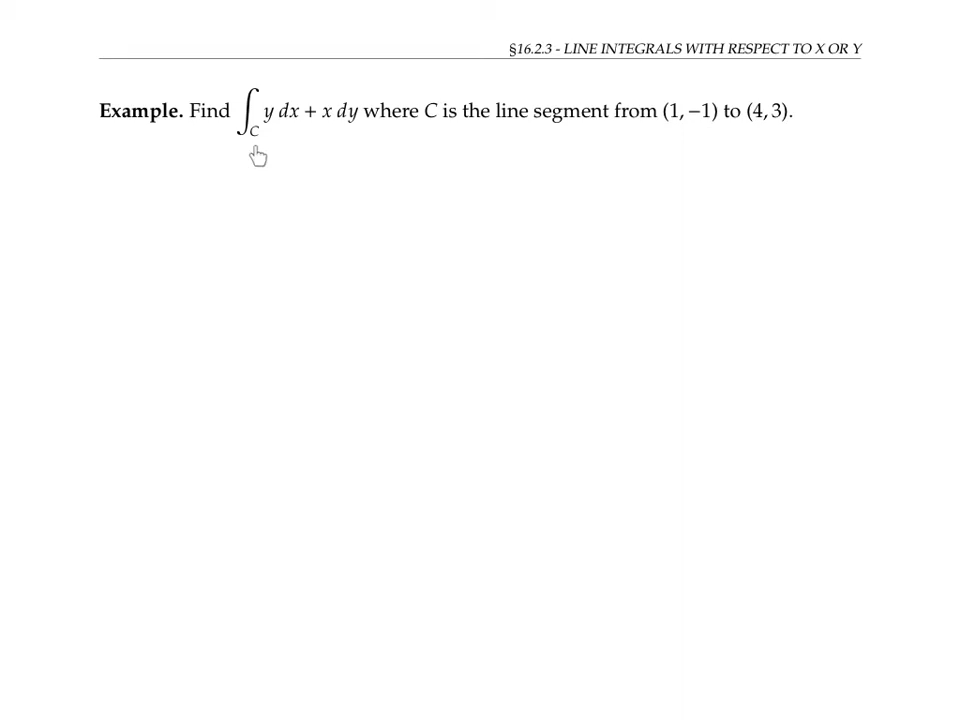 §16.2.3 - LINE INTEGRALS WITH RESPECT TO X OR Y
Example. Find ∫_C y dx + x dy where C is the line segment from (1, −1) to (4, 3).